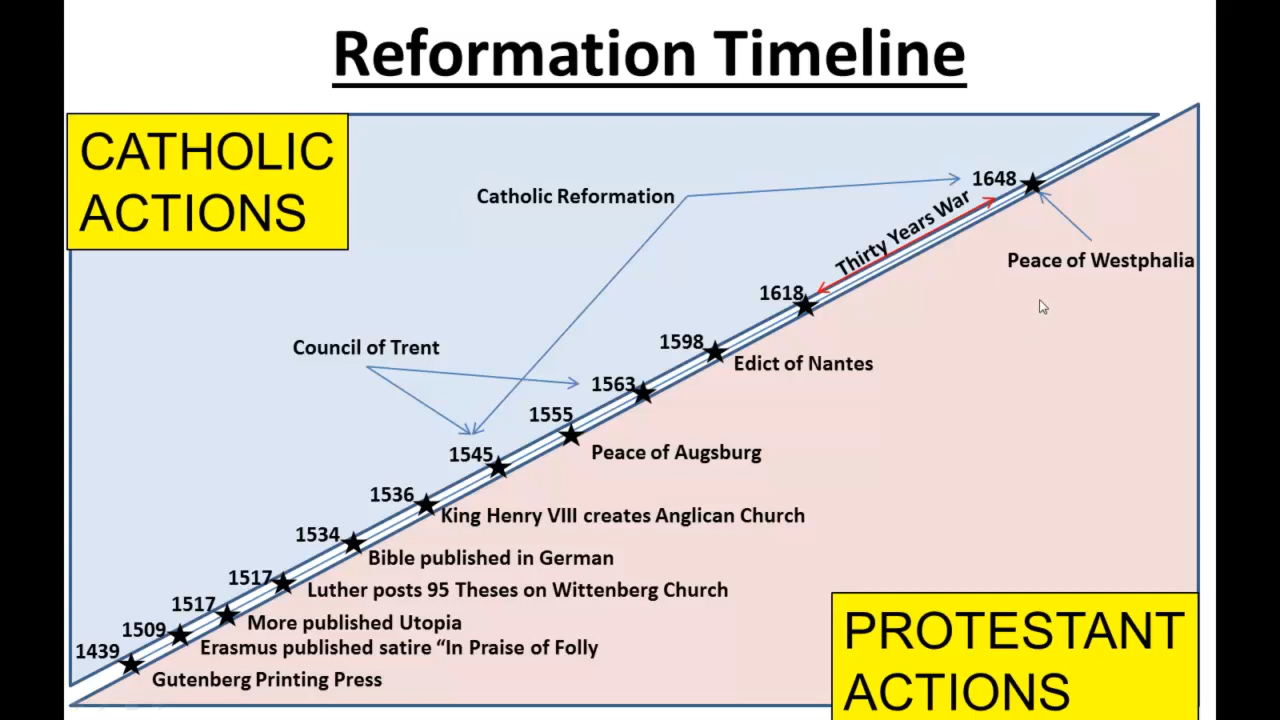 Reformation Timeline
CATHOLIC
ACTIONS
Catholic Reformation
1648
Thirty Years War
Peace of Westphalia
1618
Council of Trent
1598
Edict of Nantes
1563
1555
Peace of Augsburg
1545
1536
King Henry VIII creates Anglican Church
1534
Bible published in German
1517
Luther posts 95 Theses on Wittenberg Church
1517
More published Utopia
1509
Erasmus published satire “In Praise of Folly
1439
Gutenberg Printing Press
PROTESTANT
ACTIONS